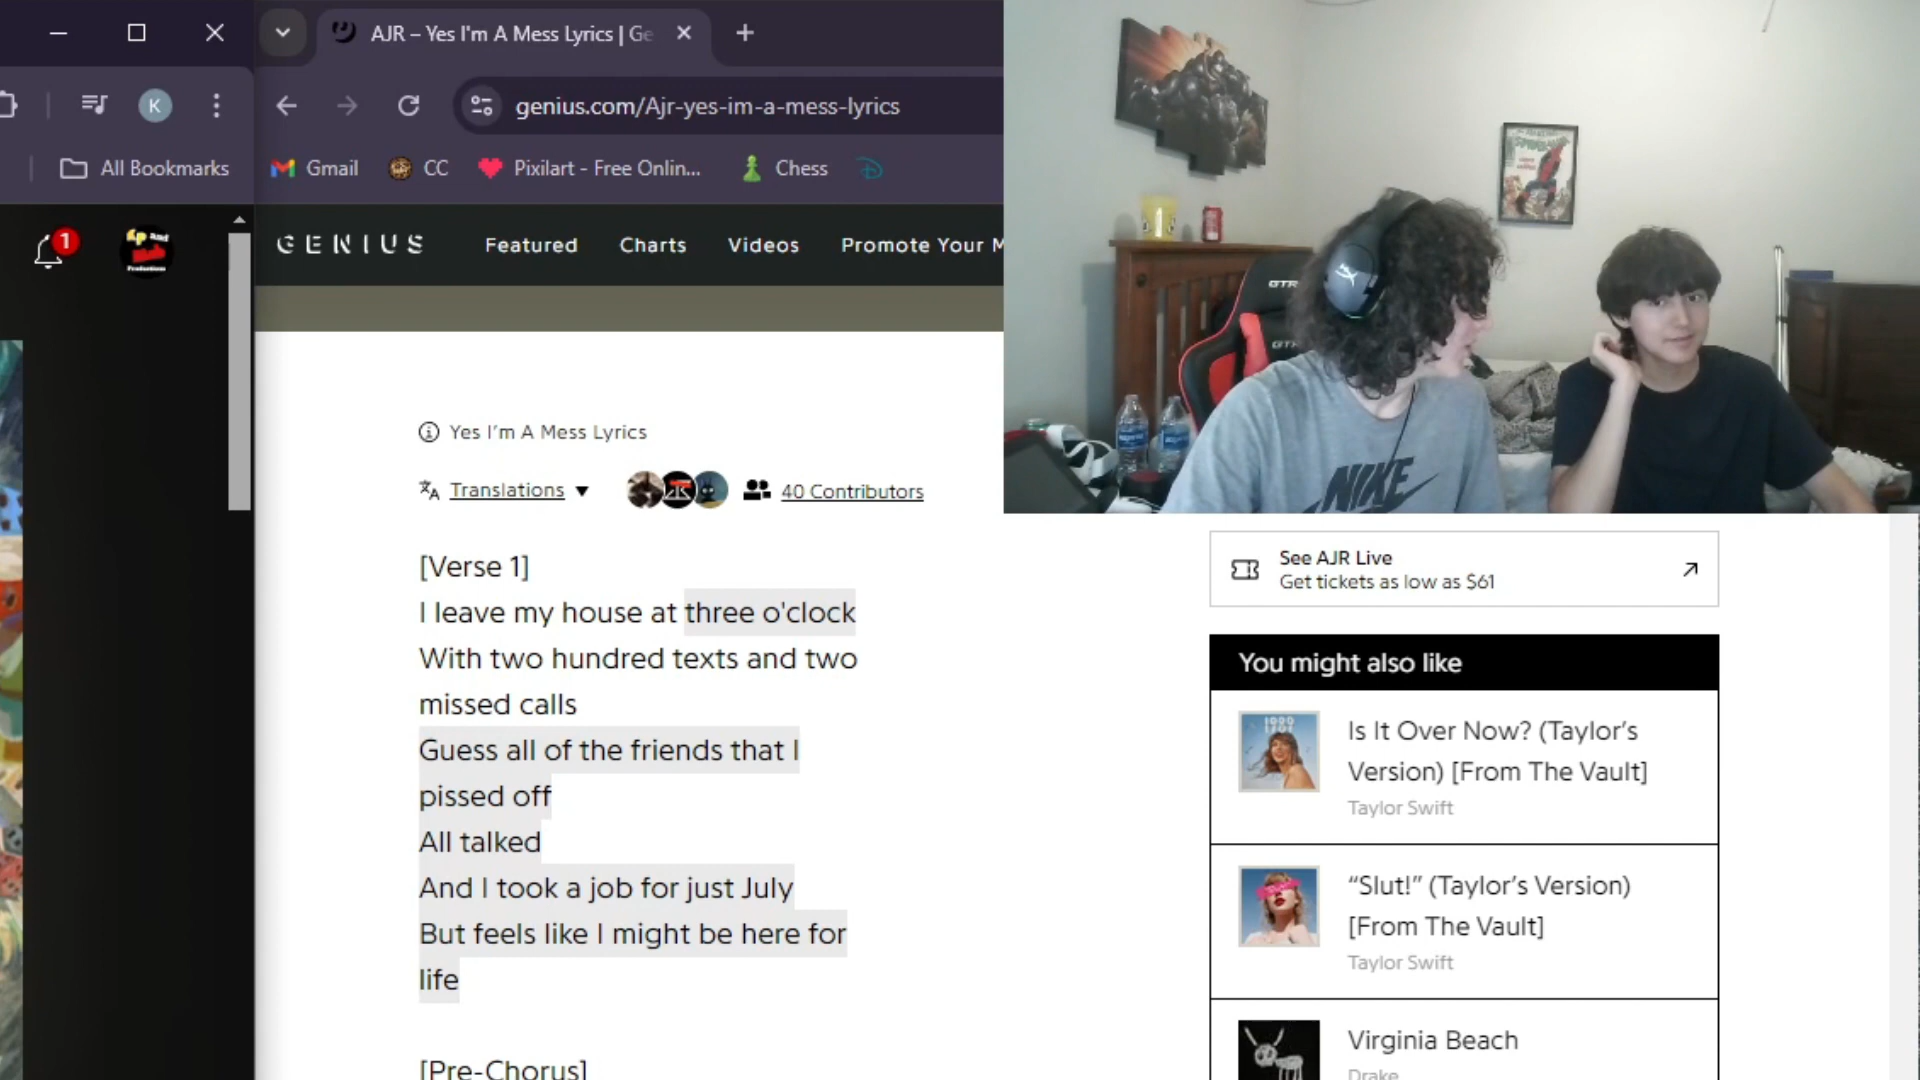 AJR – Yes I'm A Mess Lyrics | Ge
genius.com/Ajr-yes-im-a-mess-lyrics
K
All Bookmarks
Gmail
CC
Pixilart - Free Onlin...
Chess
1
GENIUS
Featured
Charts
Videos
Promote Your M
Yes I'm A Mess Lyrics
Translations
40 Contributors
[Verse 1]
I leave my house at three o'clock
With two hundred texts and two
missed calls
Guess all of the friends that I
pissed off
All talked
And I took a job for just July
But feels like I might be here for
life
[Pre-Chorus]
GTR
NIKE
See AJR Live
Get tickets as low as $61
You might also like
Is It Over Now? (Taylor’s
Version) [From The Vault]
Taylor Swift
“Slut!” (Taylor’s Version)
[From The Vault]
Taylor Swift
Virginia Beach
Drake